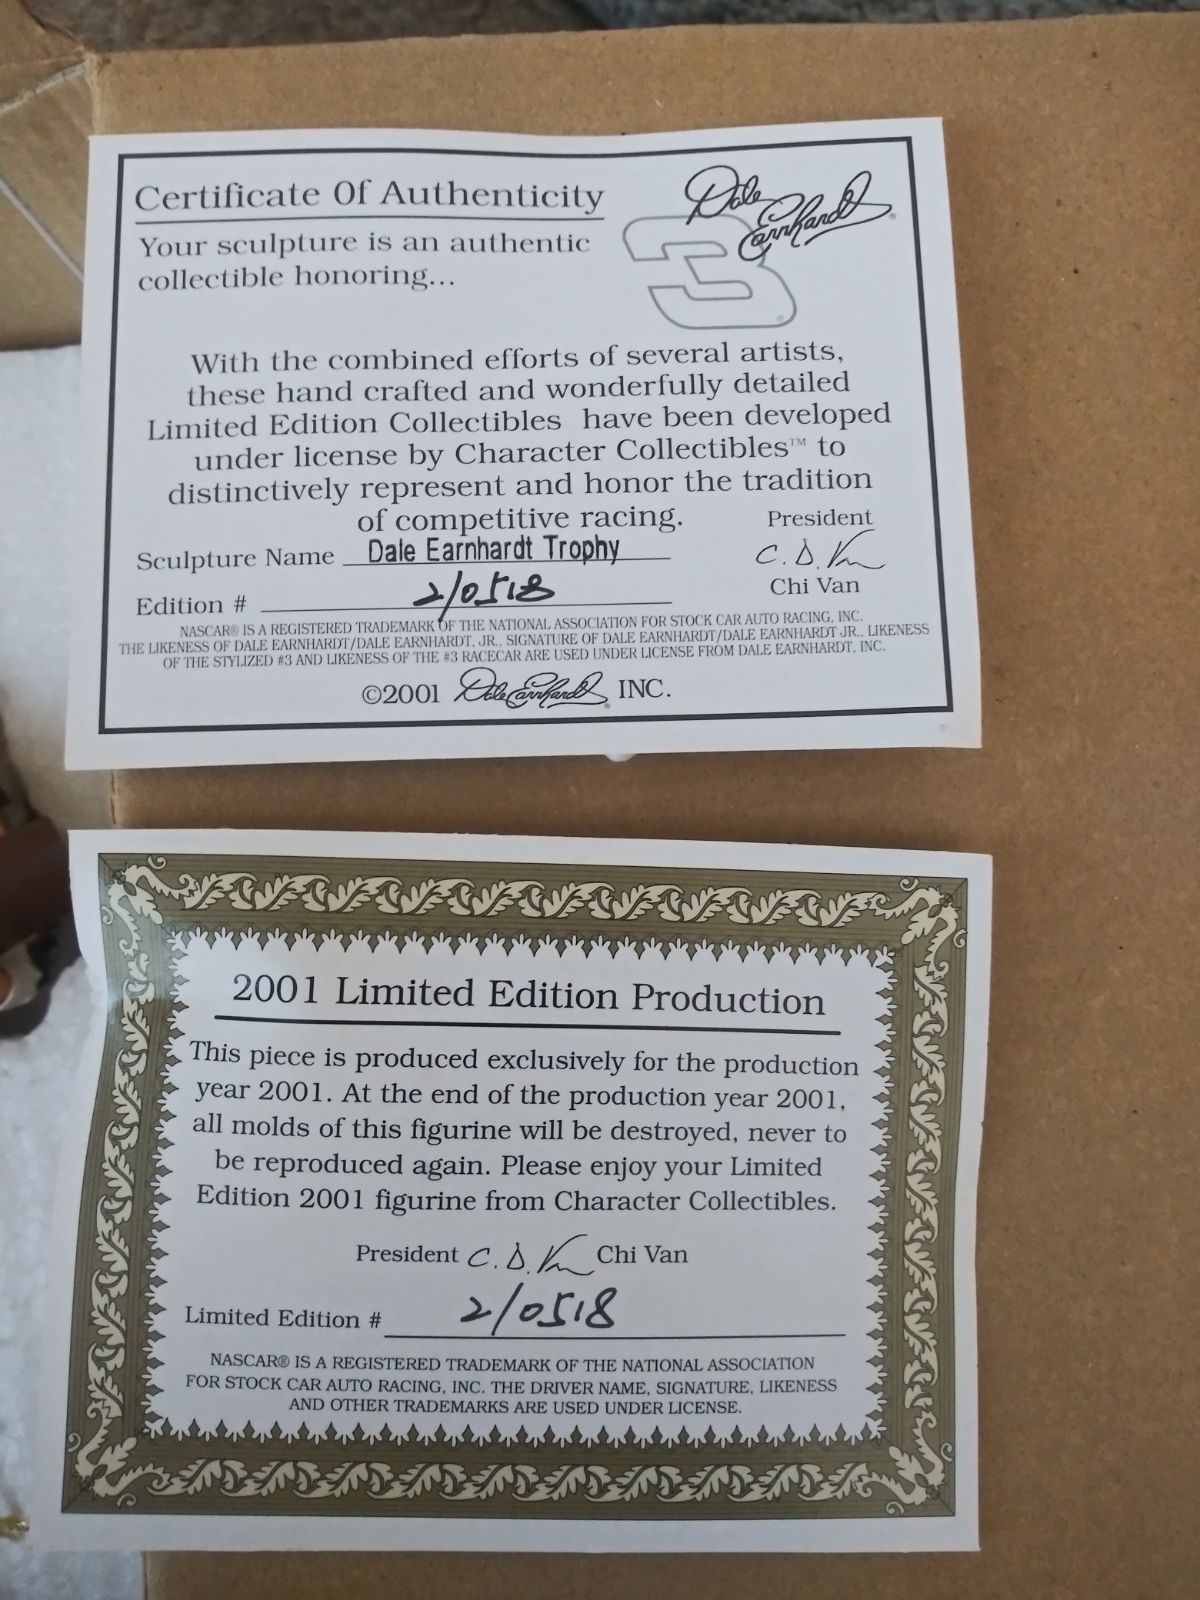 Certificate Of Authenticity
Dale
Earnhardt®
Your sculpture is an authentic
collectible honoring...
3
With the combined efforts of several artists,
these hand crafted and wonderfully detailed
Limited Edition Collectibles have been developed
under license by Character Collectibles™ to
distinctively represent and honor the tradition
of competitive racing.
President
Sculpture Name Dale Earnhardt Trophy
C. D. Van
Chi Van
Edition # 2/0518
NASCAR® IS A REGISTERED TRADEMARK OF THE NATIONAL ASSOCIATION FOR STOCK CAR AUTO RACING, INC.
THE LIKENESS OF DALE EARNHARDT/DALE EARNHARDT, JR., SIGNATURE OF DALE EARNHARDT/DALE EARNHARDT JR., LIKENESS
OF THE STYLIZED #3 AND LIKENESS OF THE #3 RACECAR ARE USED UNDER LICENSE FROM DALE EARNHARDT, INC.
©2001 Dale Earnhardt® INC.
2001 Limited Edition Production
This piece is produced exclusively for the production
year 2001. At the end of the production year 2001,
all molds of this figurine will be destroyed, never to
be reproduced again. Please enjoy your Limited
Edition 2001 figurine from Character Collectibles.
President C. D. Van Chi Van
Limited Edition # 2/0518
NASCAR® IS A REGISTERED TRADEMARK OF THE NATIONAL ASSOCIATION
FOR STOCK CAR AUTO RACING, INC. THE DRIVER NAME, SIGNATURE, LIKENESS
AND OTHER TRADEMARKS ARE USED UNDER LICENSE.